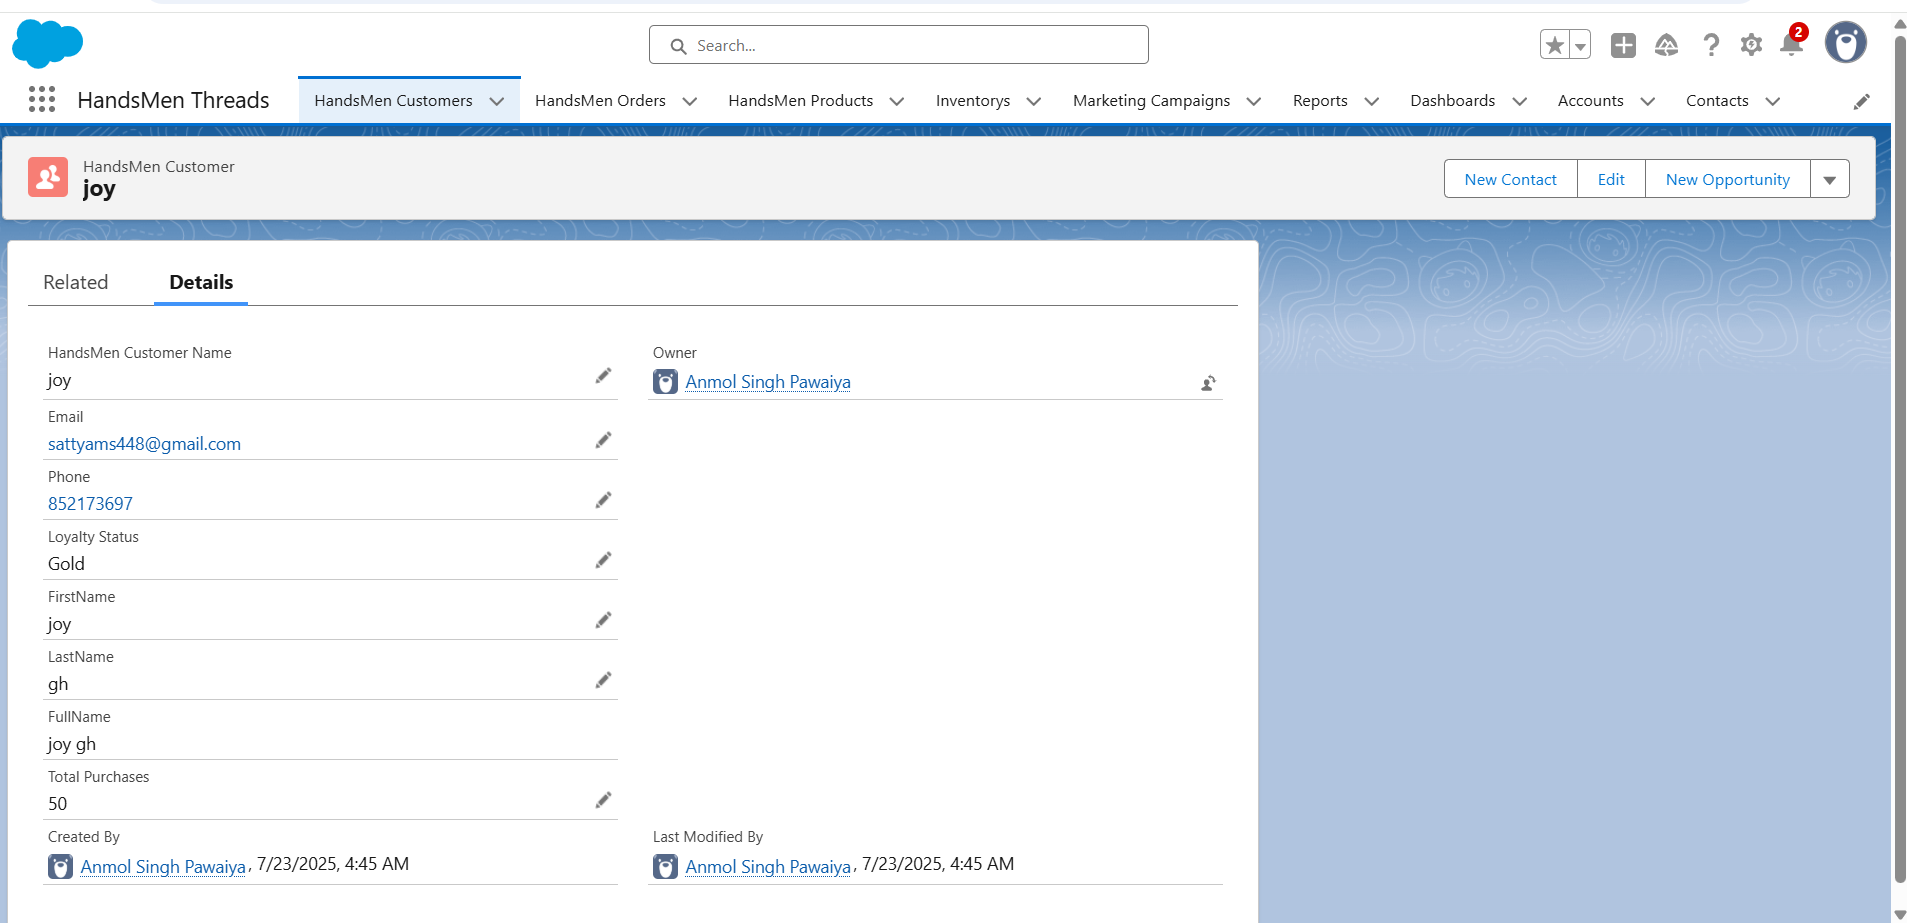 Search...
2
HandsMen Threads
HandsMen Customers HandsMen Orders HandsMen Products Inventorys Marketing Campaigns Reports Dashboards Accounts Contacts
HandsMen Customer
joy
New Contact Edit New Opportunity
Related Details
HandsMen Customer Name
joy
Owner
Anmol Singh Pawaiya
Email
sattyams448@gmail.com
Phone
852173697
Loyalty Status
Gold
FirstName
joy
LastName
gh
FullName
joy gh
Total Purchases
50
Created By
Anmol Singh Pawaiya, 7/23/2025, 4:45 AM
Last Modified By
Anmol Singh Pawaiya, 7/23/2025, 4:45 AM